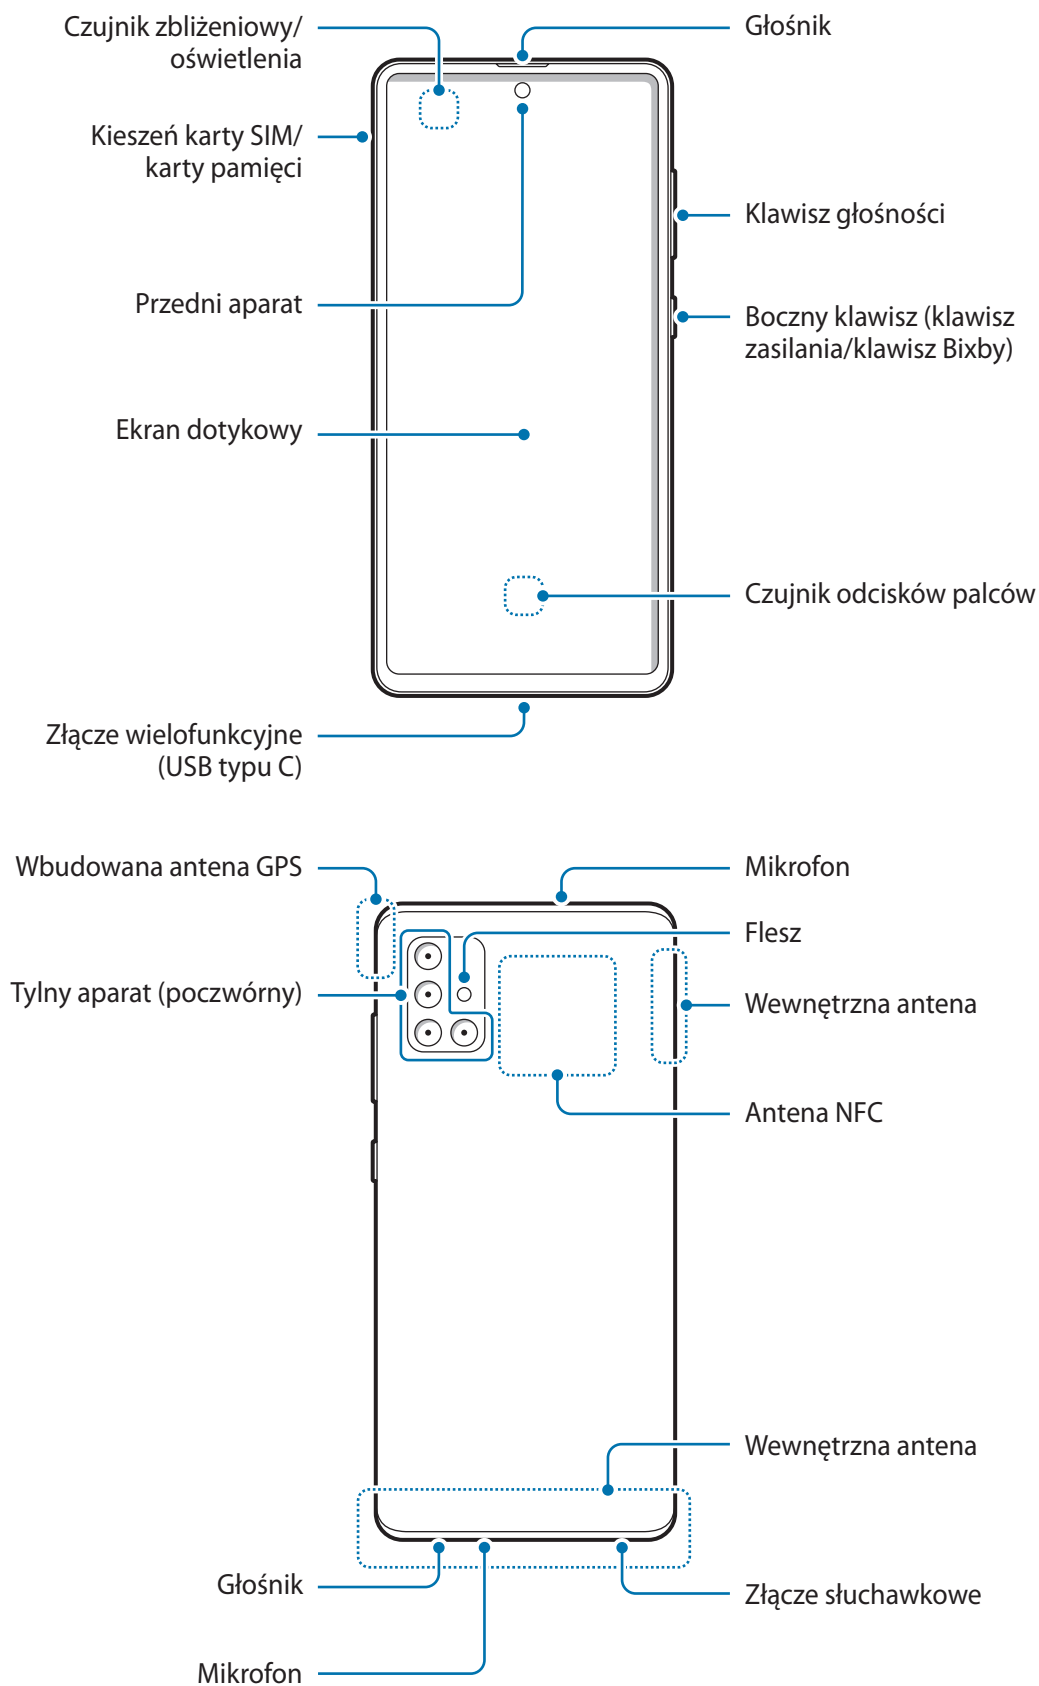 Czujnik zbliżeniowy/
oświetlenia
Głośnik
Kieszeń karty SIM/
karty pamięci
Klawisz głośności
Przedni aparat
Boczny klawisz (klawisz
zasilania/klawisz Bixby)
Ekran dotykowy
Czujnik odcisków palców
Złącze wielofunkcyjne
(USB typu C)
Wbudowana antena GPS
Mikrofon
Flesz
Tylny aparat (poczwórny)
Wewnętrzna antena
Antena NFC
Wewnętrzna antena
Głośnik
Złącze słuchawkowe
Mikrofon